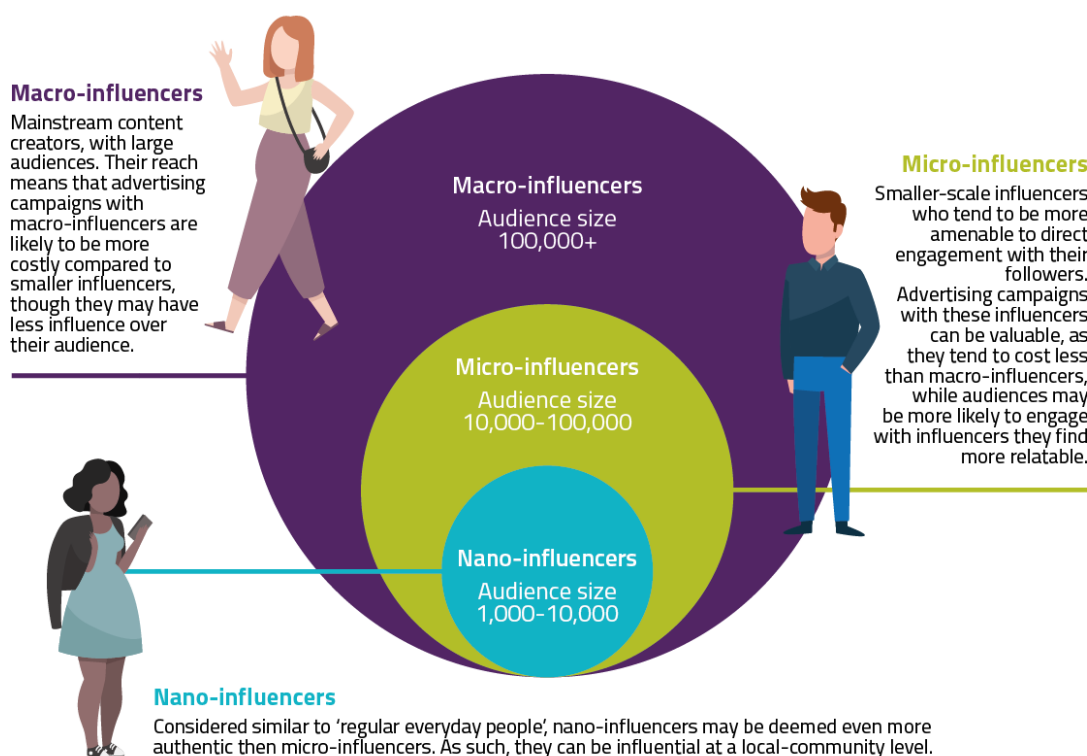 Macro-influencers
Mainstream content
creators, with large
audiences. Their reach
means that advertising
campaigns with
macro-influencers are
likely to be more
costly compared to
smaller influencers,
though they may have
less influence over
their audience.
Macro-influencers
Audience size
100,000+
Micro-influencers
Audience size
10,000-100,000
Nano-influencers
Audience size
1,000-10,000
Micro-influencers
Smaller-scale influencers
who tend to be more
amenable to direct
engagement with their
followers.
Advertising campaigns
with these influencers
can be valuable, as
they tend to cost less
than macro-influencers,
while audiences may
be more likely to engage
with influencers they find
more relatable.
Nano-influencers
Considered similar to ‘regular everyday people’, nano-influencers may be deemed even more
authentic then micro-influencers. As such, they can be influential at a local-community level.